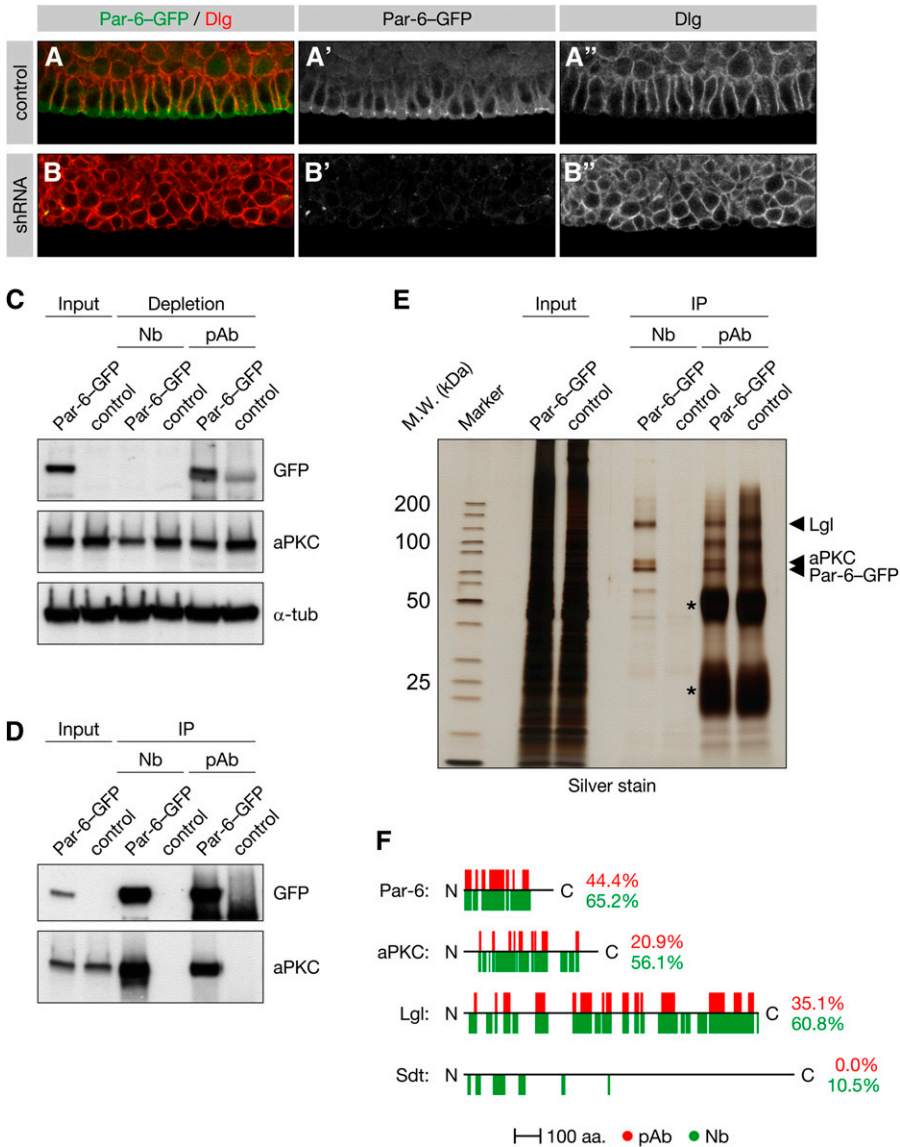 Par-6–GFP / Dlg
Par-6–GFP
Dlg
control
A
A'
A"
shRNA
B
B'
B"
C
Input
Depletion
Nb
pAb
Par-6–GFP
control
Par-6–GFP
control
Par-6–GFP
control
GFP
aPKC
α-tub
D
Input
IP
Nb
pAb
Par-6–GFP
control
Par-6–GFP
control
Par-6–GFP
control
GFP
aPKC
E
Input
IP
Nb
pAb
M.W. (kDa)
Marker
Par-6–GFP
control
Par-6–GFP
control
Par-6–GFP
control
200
100
50
25
Lgl
aPKC
Par-6–GFP
*
*
Silver stain
F
Par-6: N C 44.4%
65.2%
aPKC: N C 20.9%
56.1%
Lgl: N C 35.1%
60.8%
Sdt: N C 0.0%
10.5%
100 aa. pAb Nb